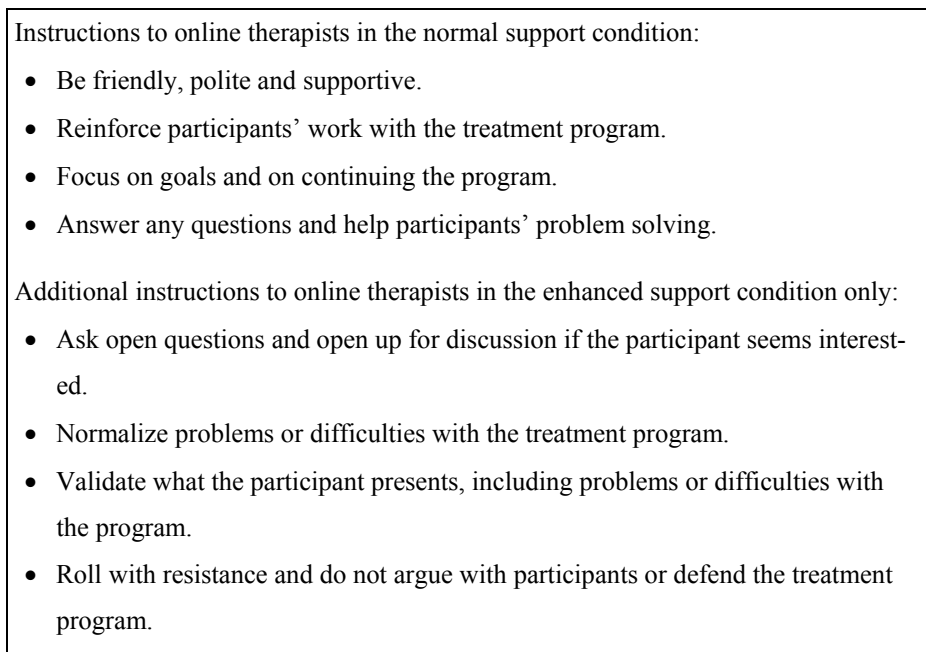 Instructions to online therapists in the normal support condition:
• Be friendly, polite and supportive.
• Reinforce participants’ work with the treatment program.
• Focus on goals and on continuing the program.
• Answer any questions and help participants’ problem solving.
Additional instructions to online therapists in the enhanced support condition only:
• Ask open questions and open up for discussion if the participant seems interest-
ed.
• Normalize problems or difficulties with the treatment program.
• Validate what the participant presents, including problems or difficulties with
the program.
• Roll with resistance and do not argue with participants or defend the treatment
program.